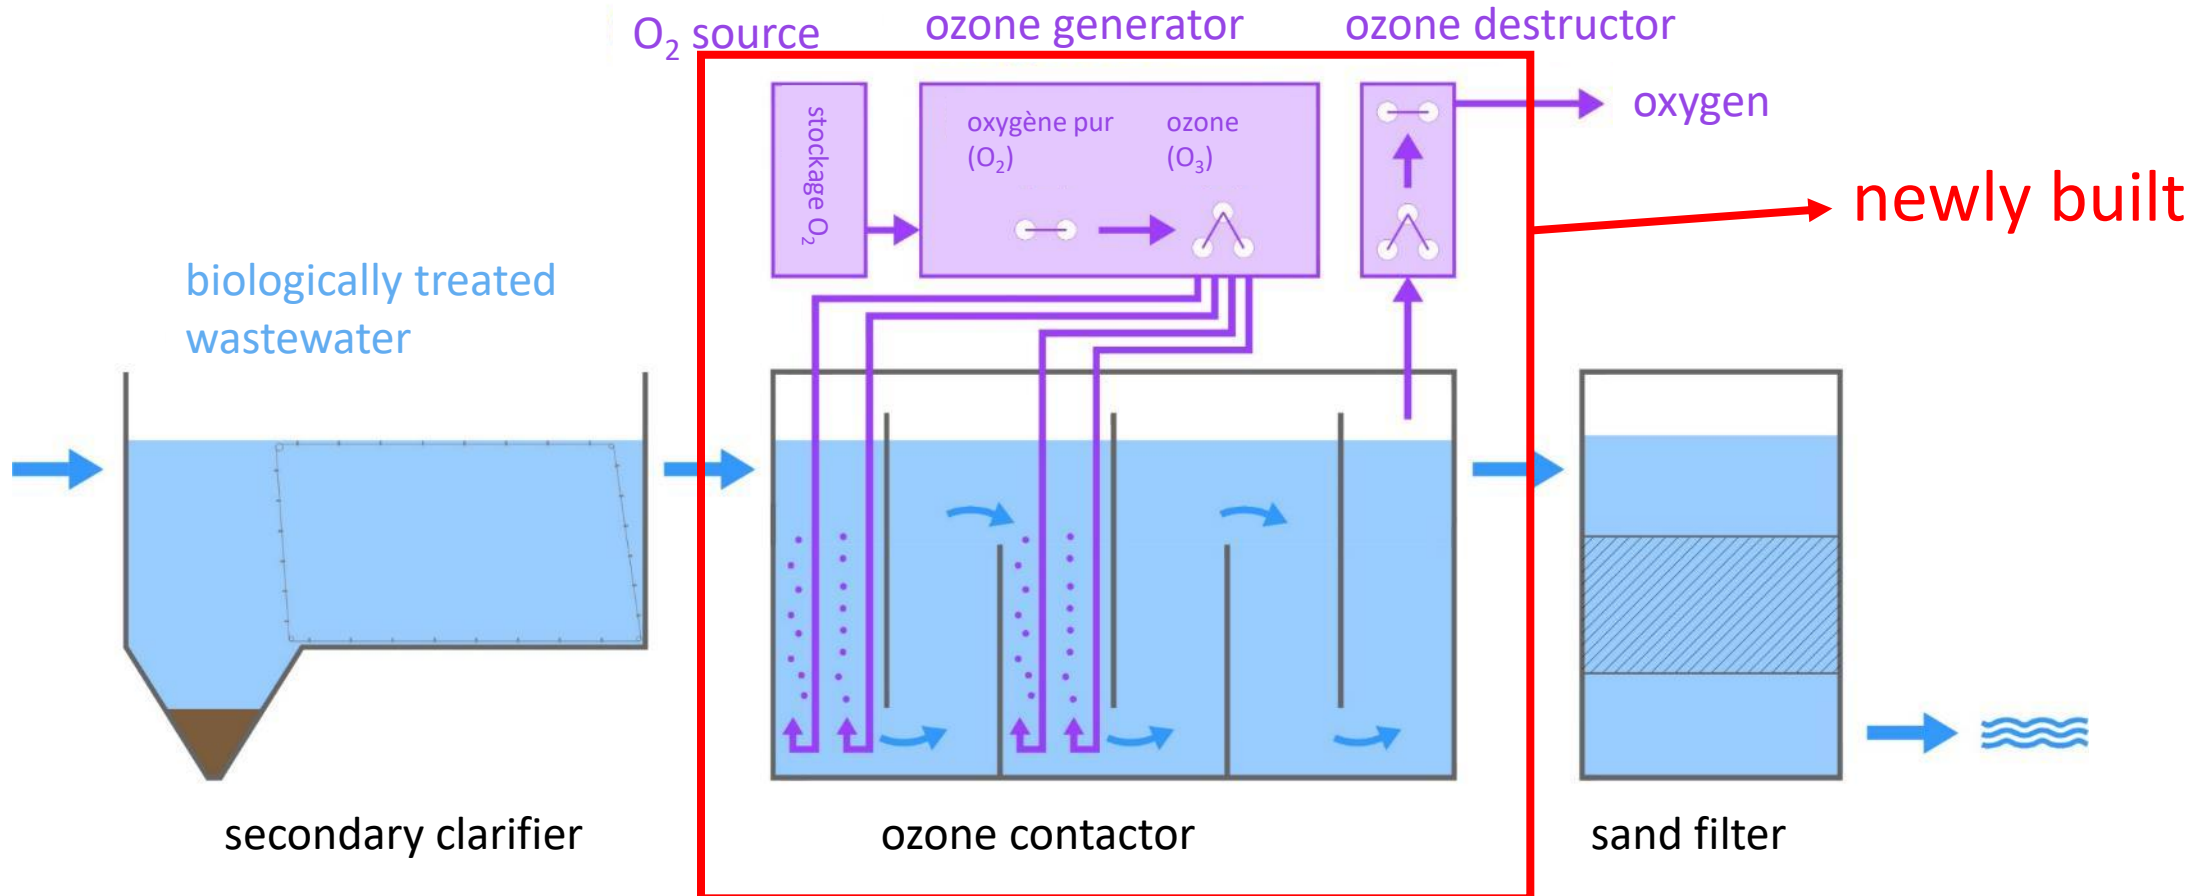 O₂ source
ozone generator
ozone destructor
stockage O₂
oxygène pur
(O₂)
ozone
(O₃)
oxygen
newly built
biologically treated
wastewater
secondary clarifier
ozone contactor
sand filter